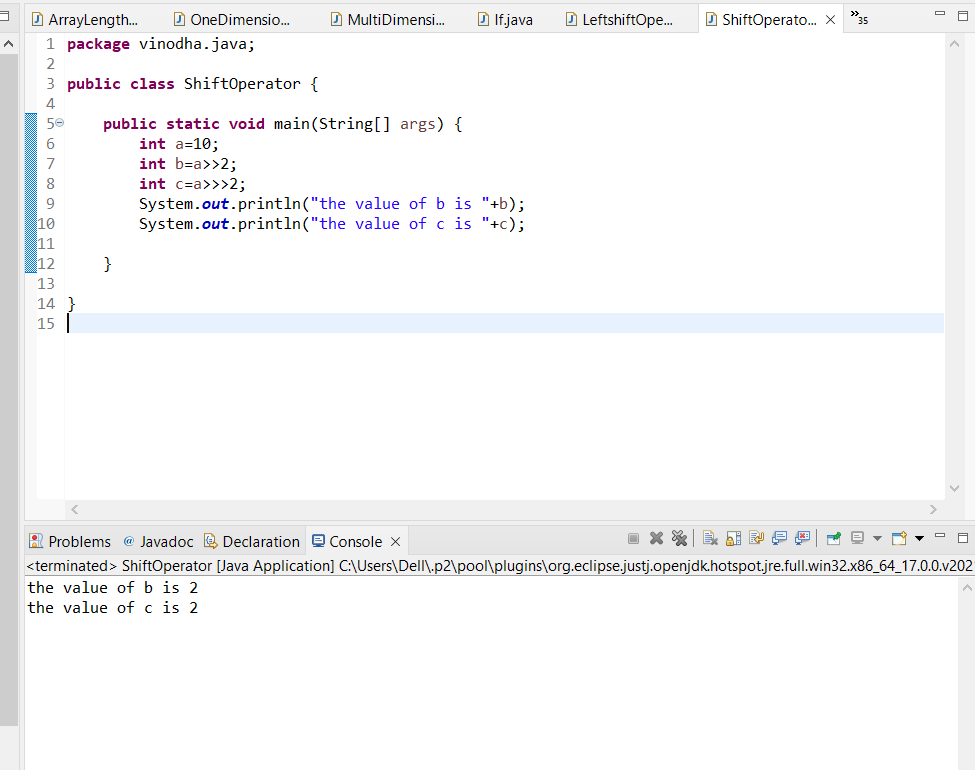 ArrayLength... OneDimensio... MultiDimensi... If.java LeftshiftOpe... ShiftOperato... »35
1 package vinodha.java;
2
3 public class ShiftOperator {
4
5 public static void main(String[] args) {
6 int a=10;
7 int b=a>>2;
8 int c=a>>>2;
9 System.out.println("the value of b is "+b);
10 System.out.println("the value of c is "+c);
11
12 }
13
14 }
15
Problems @ Javadoc Declaration Console
<terminated> ShiftOperator [Java Application] C:\Users\Dell\.p2\pool\plugins\org.eclipse.justj.openjdk.hotspot.jre.full.win32.x86_64_17.0.0.v202
the value of b is 2
the value of c is 2